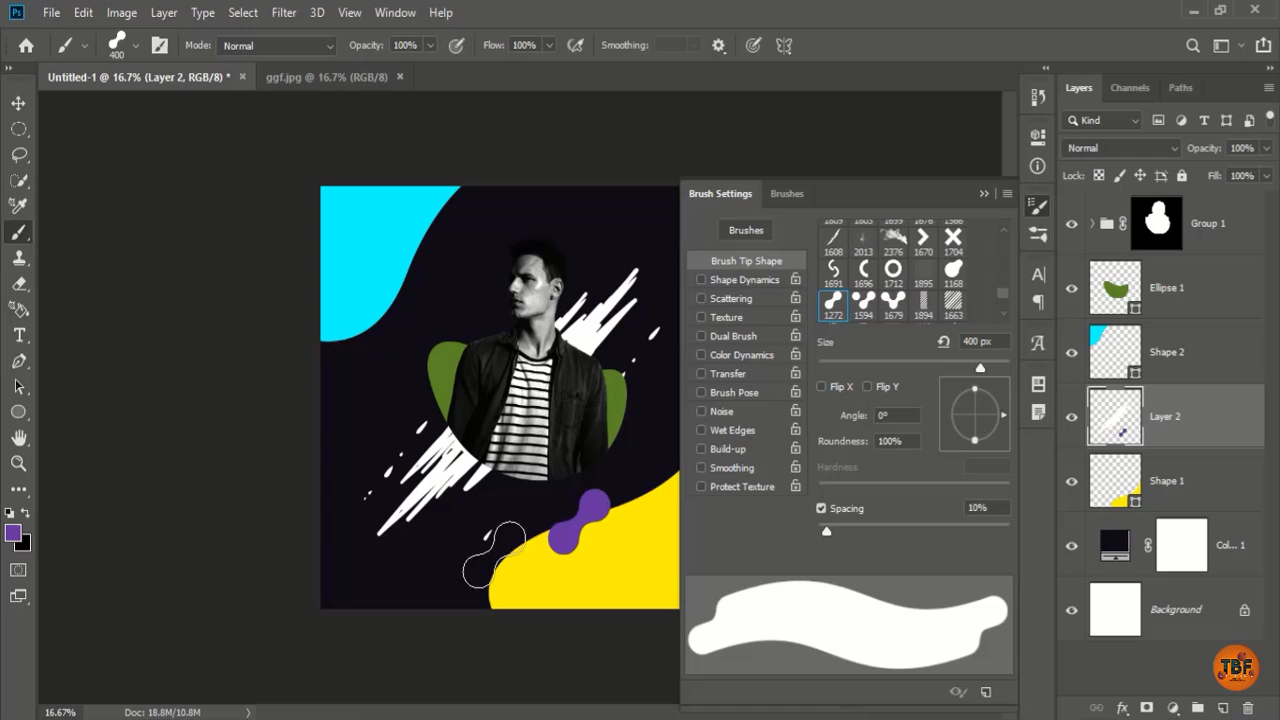 Ps File Edit Image Layer Type Select Filter 3D View Window Help
400 Mode: Normal Opacity: 100% Flow: 100% Smoothing:
Untitled-1 @ 16.7% (Layer 2, RGB/8) * × ggf.jpg @ 16.7% (RGB/8) ×
Brush Settings Brushes
Brushes
Brush Tip Shape
Shape Dynamics
Scattering
Texture
Dual Brush
Color Dynamics
Transfer
Brush Pose
Noise
Wet Edges
Build-up
Smoothing
Protect Texture
1608 2013 2376 1223 1704
1691 1696 1712 1895 1168
1272 1594 1679 1894 1663
Size 400 px
Flip X Flip Y
Angle: 0°
Roundness: 100%
Hardness
Spacing 10%
Layers Channels Paths
Kind
Normal Opacity: 100%
Lock: Fill: 100%
Group 1
Ellipse 1
Shape 2
Layer 2
Shape 1
Col... 1
Background
TBF
16.67% Doc: 18.8M/10.8M